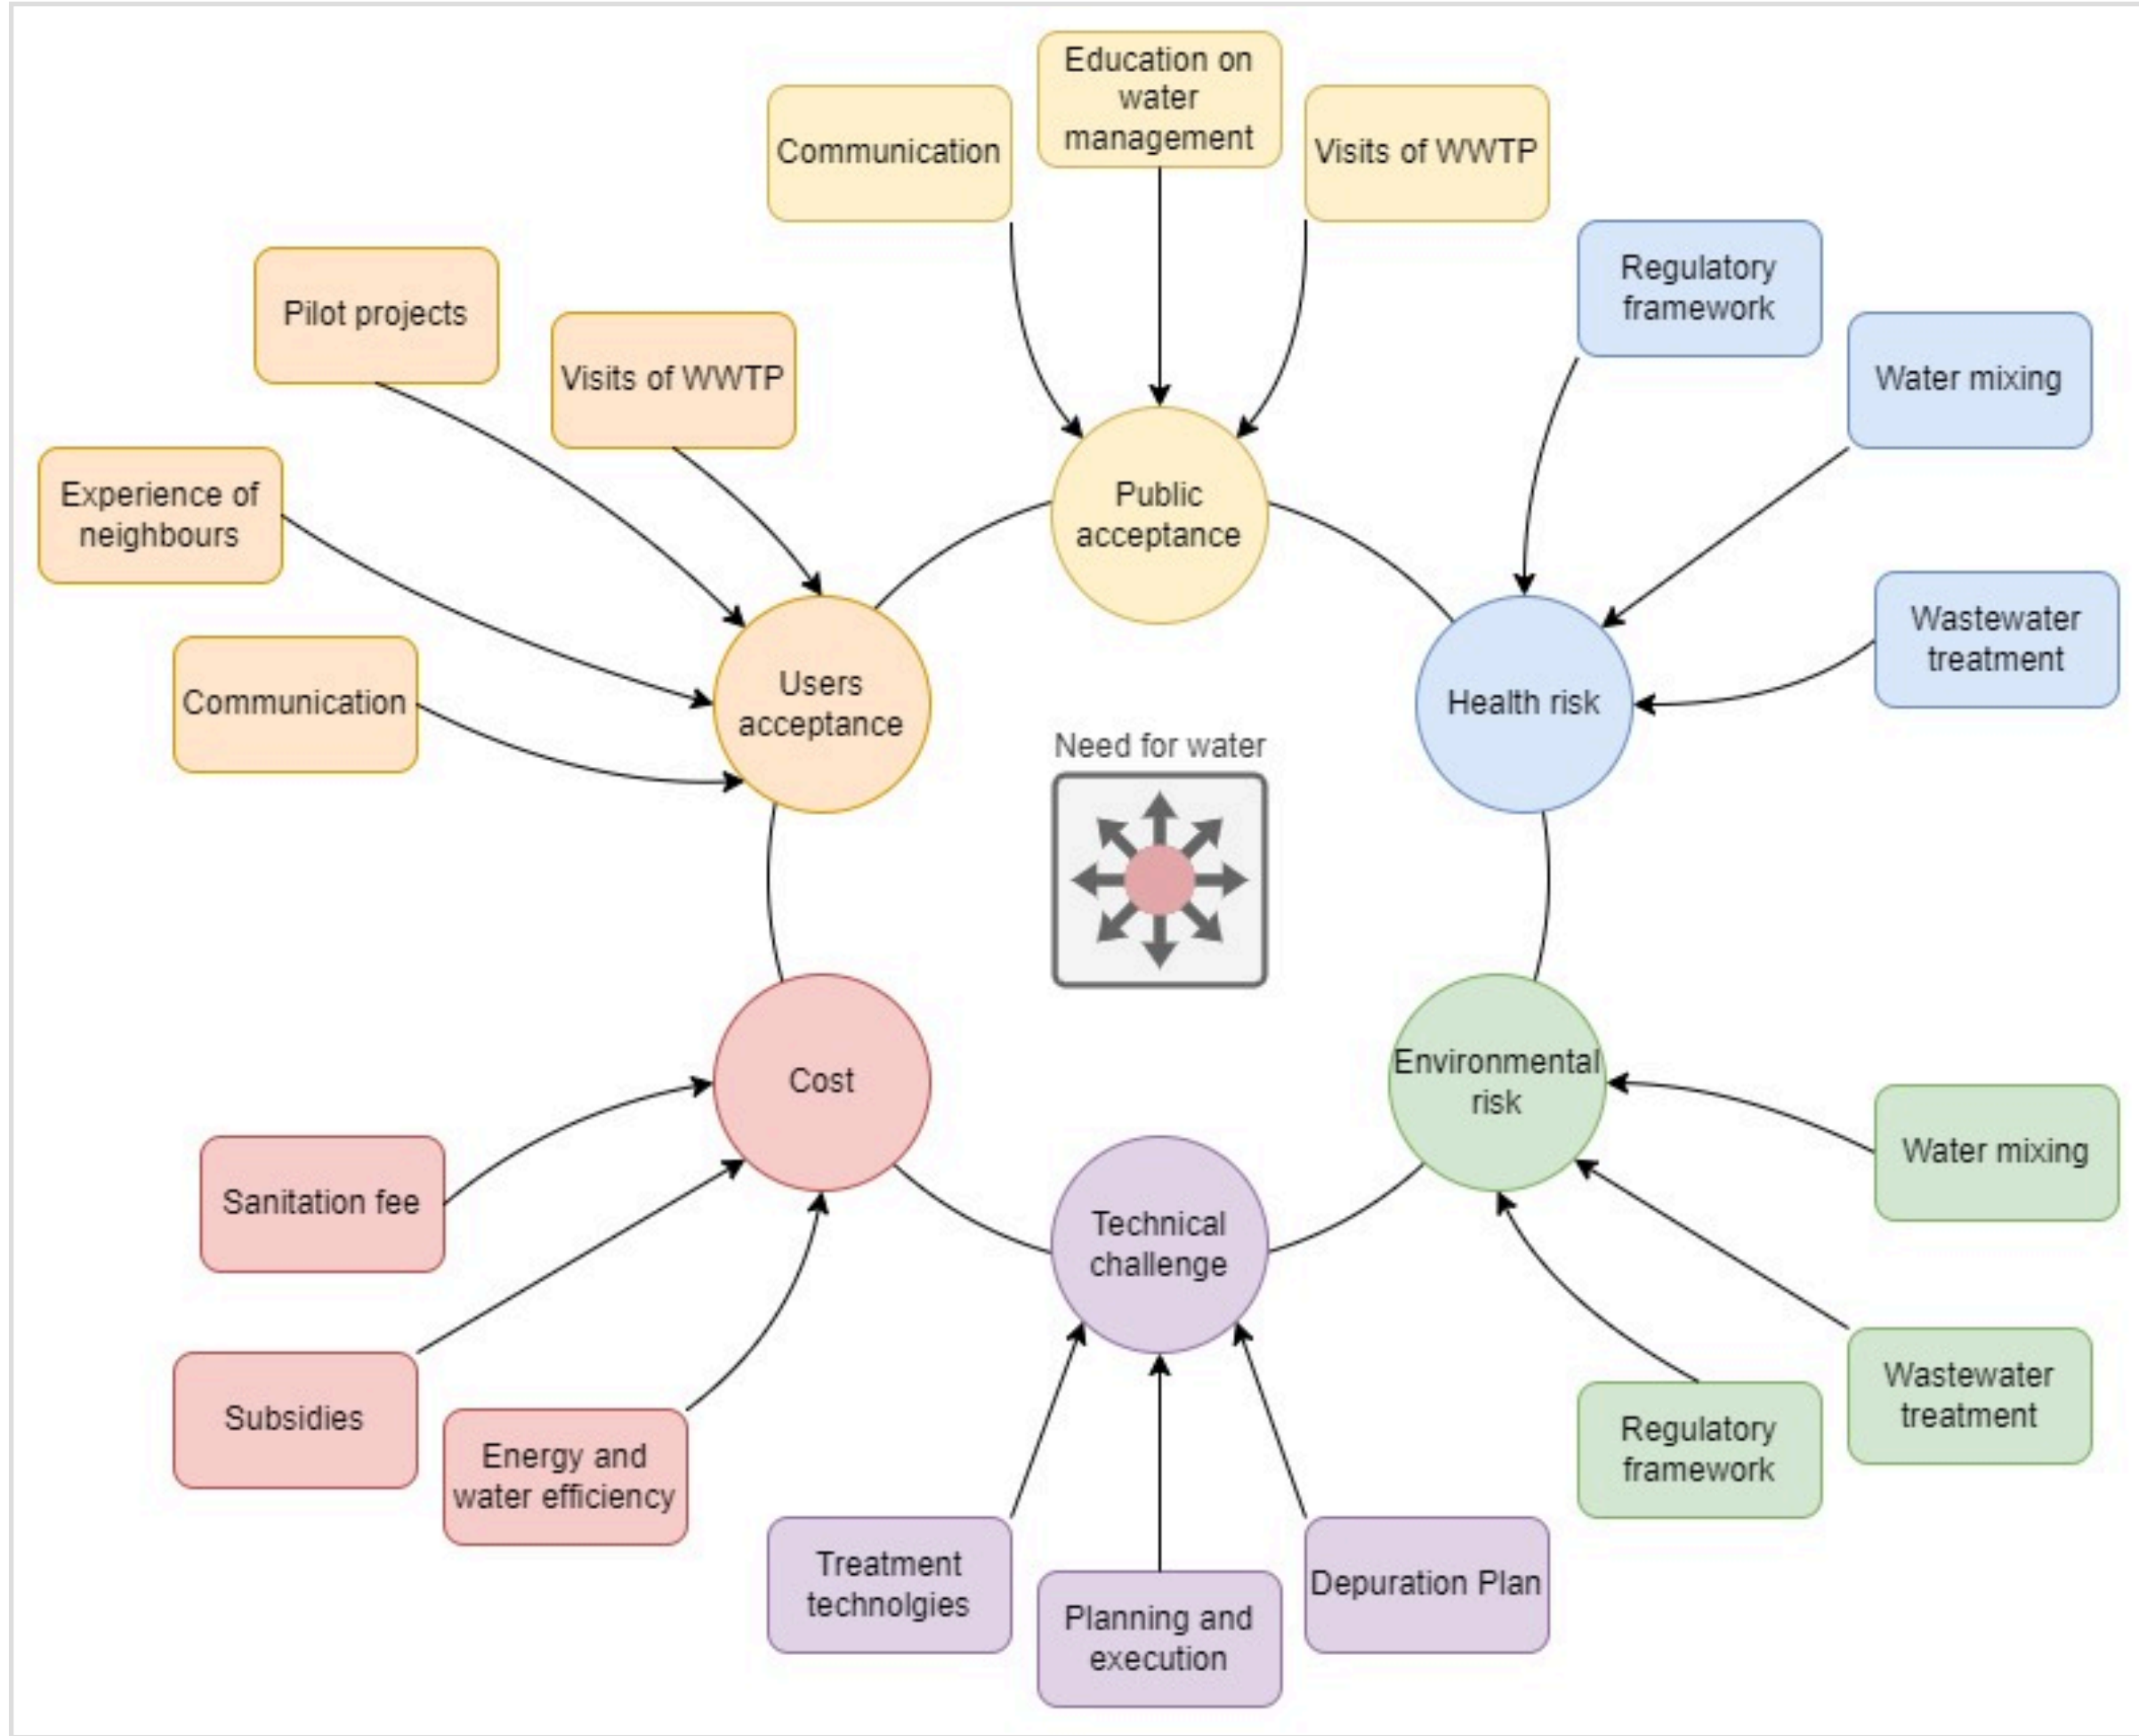 Education on
water
management
Communication
Visits of WWTP
Regulatory
framework
Pilot projects
Visits of WWTP
Water mixing
Experience of
neighbours
Public
acceptance
Wastewater
treatment
Communication
Users
acceptance
Health risk
Need for water
Cost
Environmental
risk
Water mixing
Sanitation fee
Technical
challenge
Subsidies
Energy and
water efficiency
Regulatory
framework
Wastewater
treatment
Treatment
technolgies
Planning and
execution
Depuration Plan